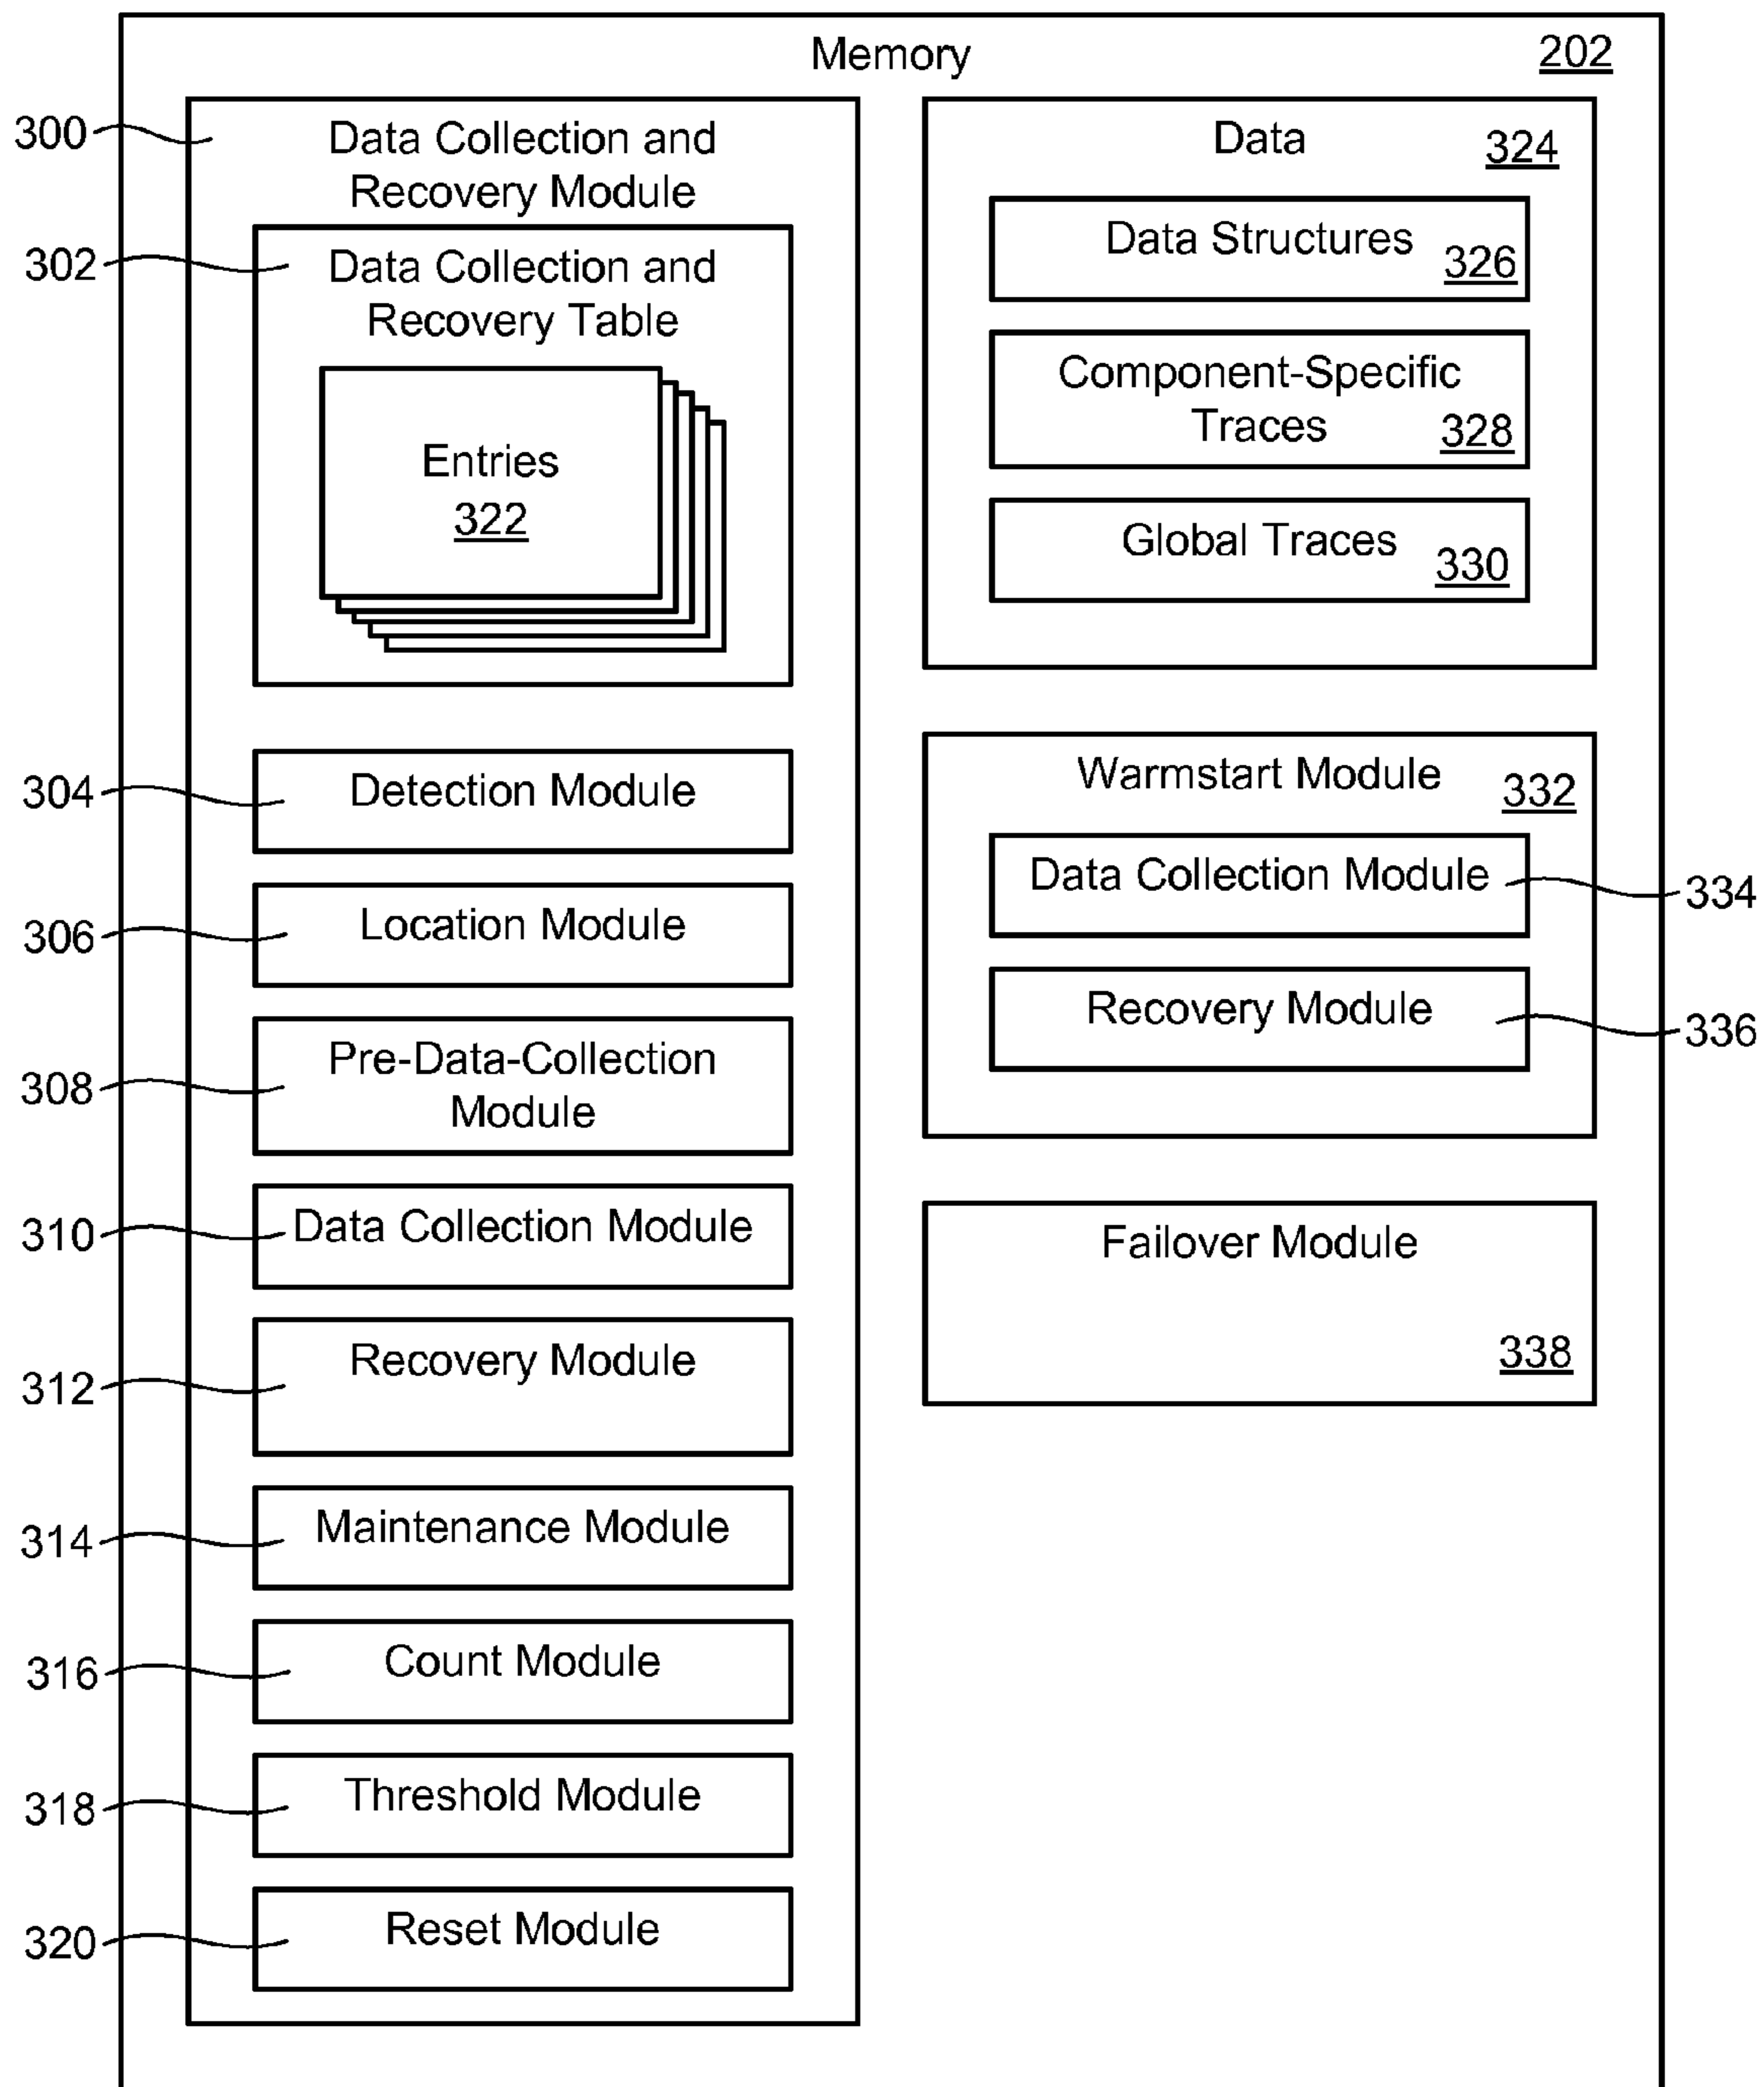 Memory
202
300
Data Collection and
Recovery Module
302
Data Collection and
Recovery Table
Entries
322
304
Detection Module
306
Location Module
308
Pre-Data-Collection
Module
310
Data Collection Module
312
Recovery Module
314
Maintenance Module
316
Count Module
318
Threshold Module
320
Reset Module
Data
324
Data Structures
326
Component-Specific
Traces
328
Global Traces
330
Warmstart Module
332
Data Collection Module
334
Recovery Module
336
Failover Module
338